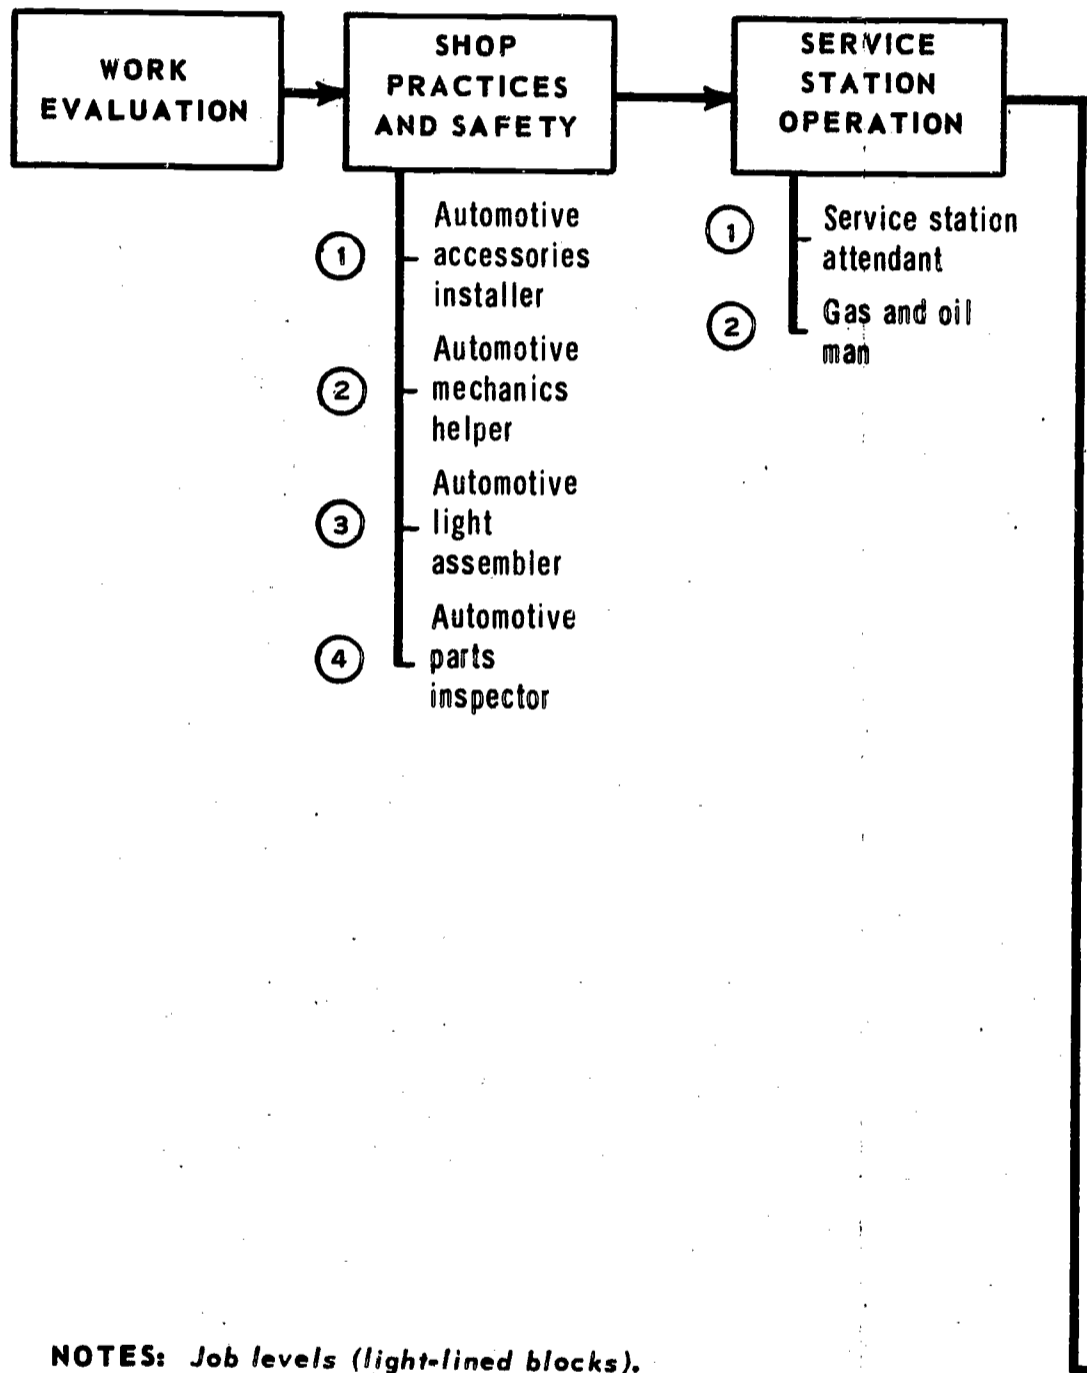 WORK
EVALUATION
SHOP
PRACTICES
AND SAFETY
SERVICE
STATION
OPERATION
1
Automotive
accessories
installer
2
Automotive
mechanics
helper
3
Automotive
light
assembler
4
Automotive
parts
inspector
1
Service station
attendant
2
Gas and oil
man
NOTES: Job levels (light-lined blocks).